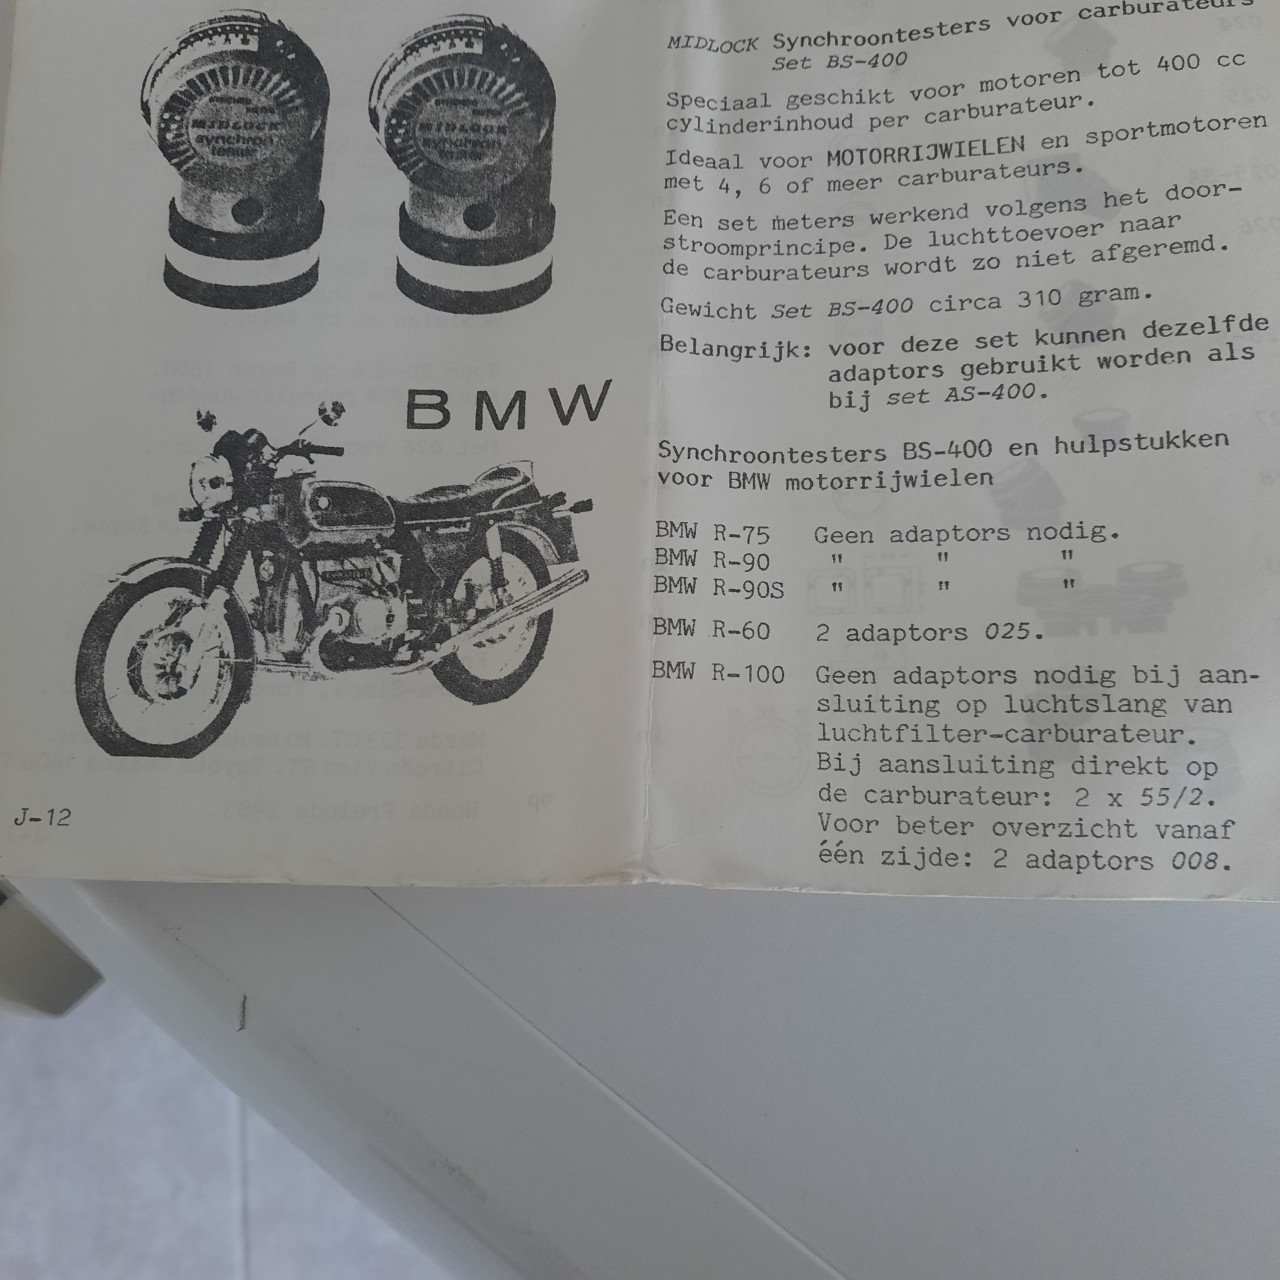 MIDLOCK
synchron
tester
MIDLOCK
BMW
J-12
MIDLOCK Synchroontesters voor carburateurs
Set BS-400
Speciaal geschikt voor motoren tot 400 cc
cylinderinhoud per carburateur.
Ideaal voor MOTORRIJWIELEN en sportmotoren
met 4, 6 of meer carburateurs.
Een set meters werkend volgens het door-
stroomprincipe. De luchttoevoer naar
de carburateurs wordt zo niet afgeremd.
Gewicht Set BS-400 circa 310 gram.
Belangrijk: voor deze set kunnen dezelfde
adaptors gebruikt worden als
bij set AS-400.
Synchroontesters BS-400 en hulpstukken
voor BMW motorrijwielen
BMW R-75 Geen adaptors nodig.
BMW R-90 " " "
BMW R-90S " " "
BMW R-60 2 adaptors 025.
BMW R-100 Geen adaptors nodig bij aan-
sluiting op luchtslang van
luchtfilter-carburateur.
Bij aansluiting direkt op
de carburateur: 2 x 55/2.
Voor beter overzicht vanaf
één zijde: 2 adaptors 008.